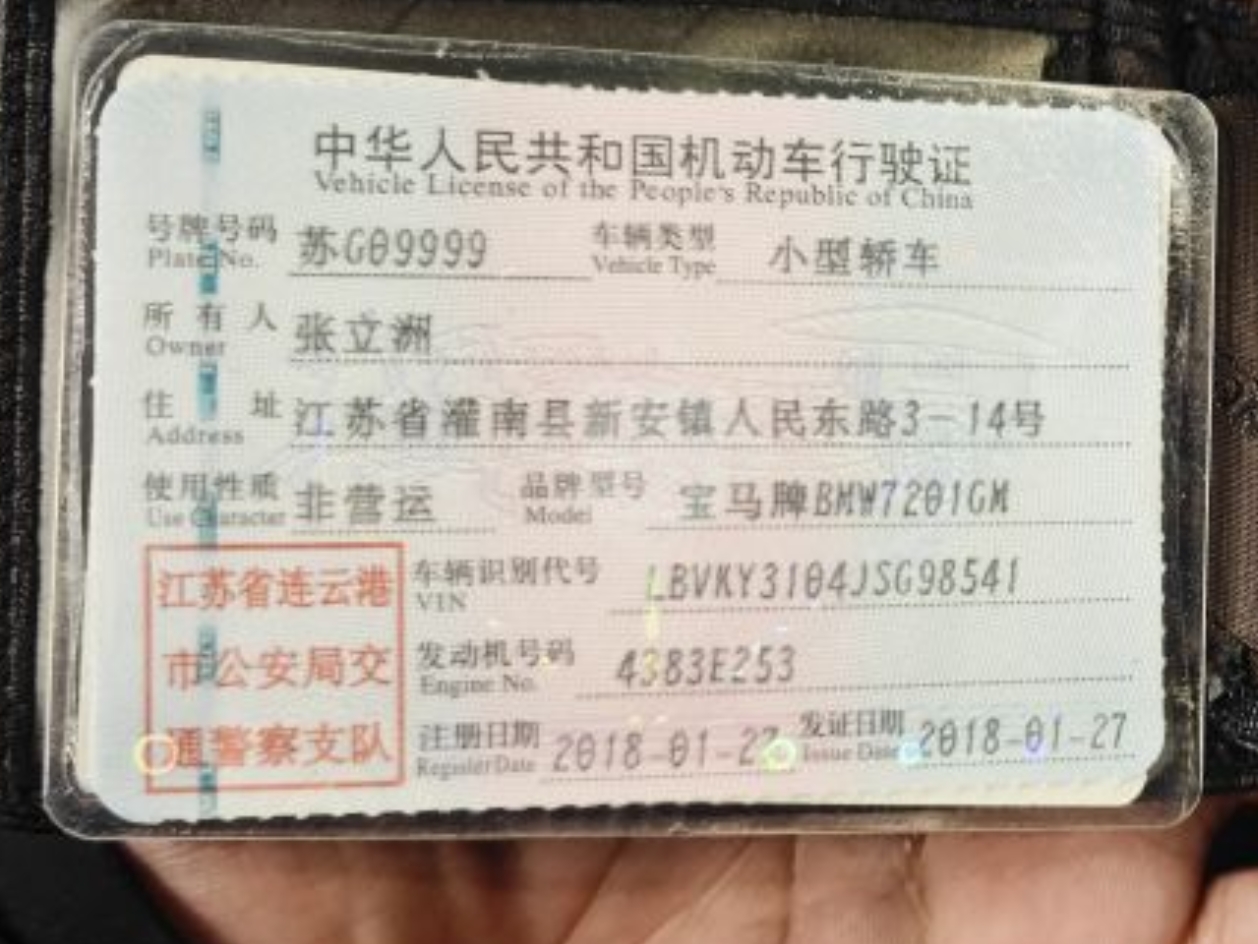 中华人民共和国机动车行驶证
Vehicle License of the People's Republic of China
号牌号码 苏G09999 车辆类型 小型轿车
Plate No. Vehicle Type
所有人 张立洲
Owner
住址 江苏省灌南县新安镇人民东路3-14号
Address
使用性质 非营运 品牌型号 宝马牌BMW7201GM
Use Character Model
江苏省连云港
市公安局交
通警察支队
车辆识别代号 LBVKY3104JSG98541
VIN
发动机号码 43B3E253
Engine No.
注册日期 2018-01-27 发证日期 2018-01-27
Register Date Issue Date